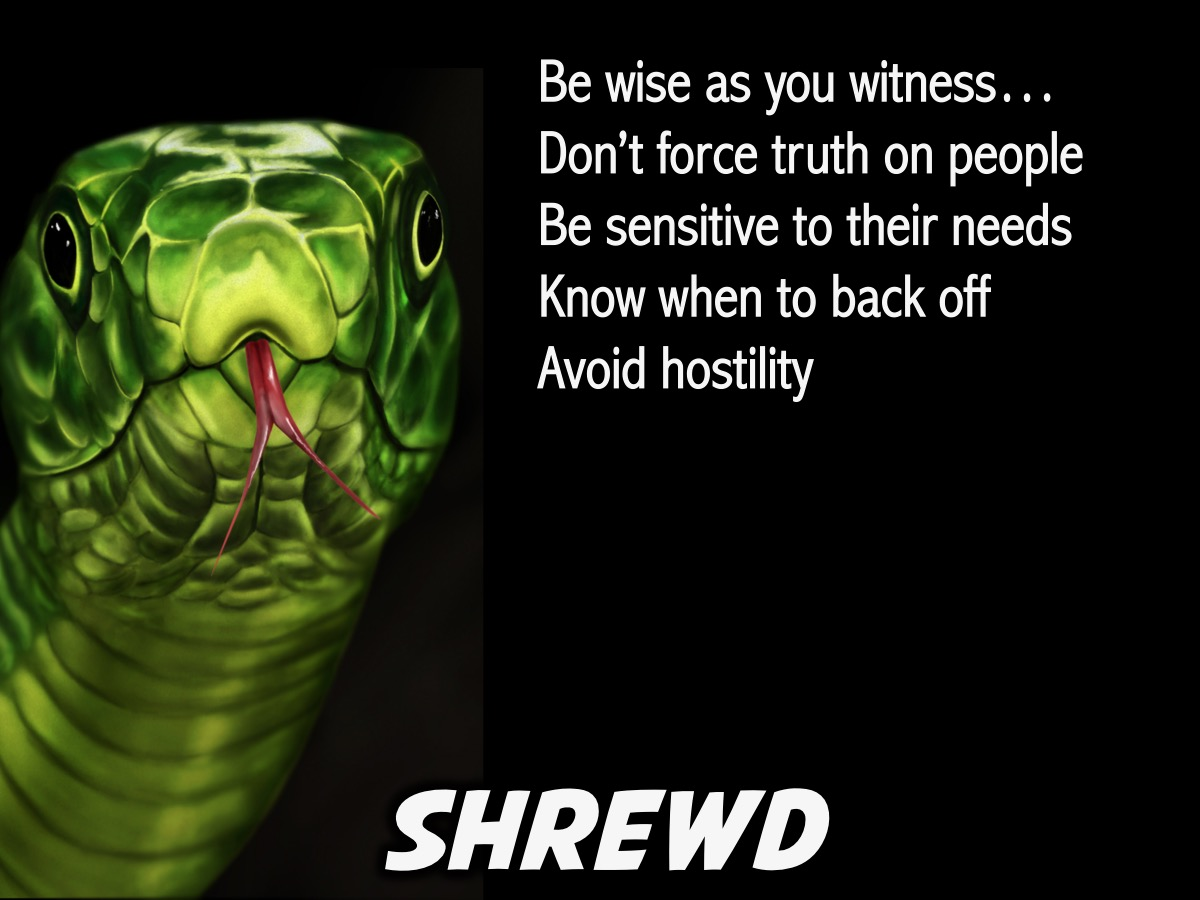 Be wise as you witness…
Don’t force truth on people
Be sensitive to their needs
Know when to back off
Avoid hostility
SHREWD